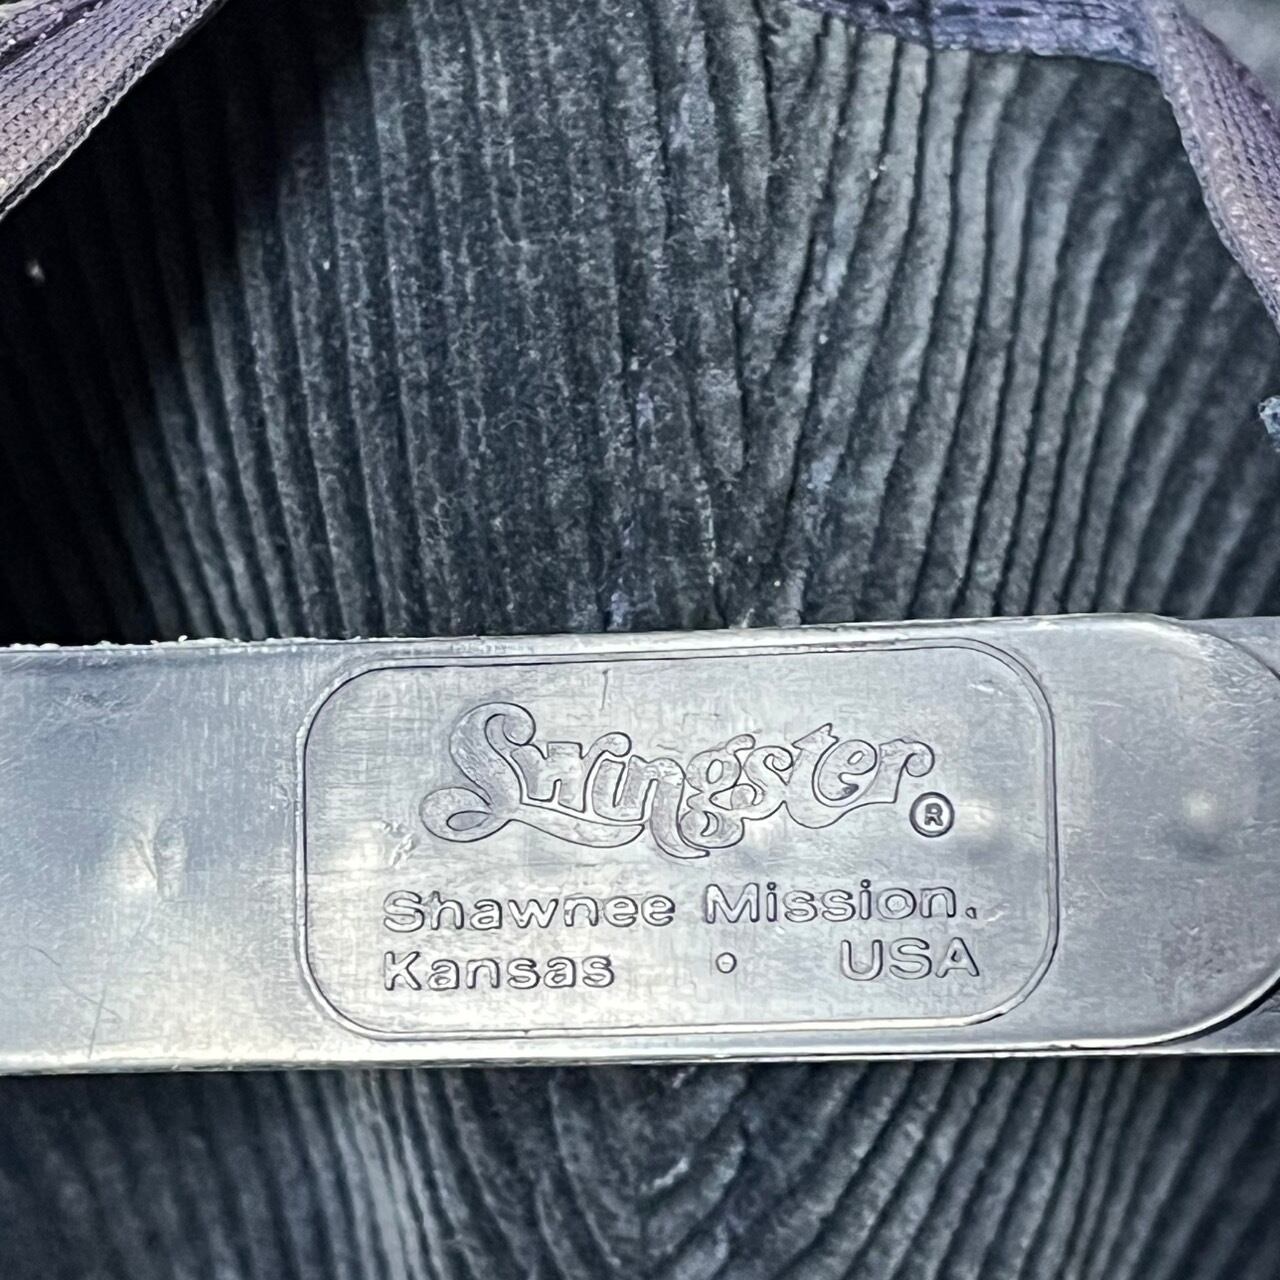 Swingster®
Shawnee Mission,
Kansas • USA